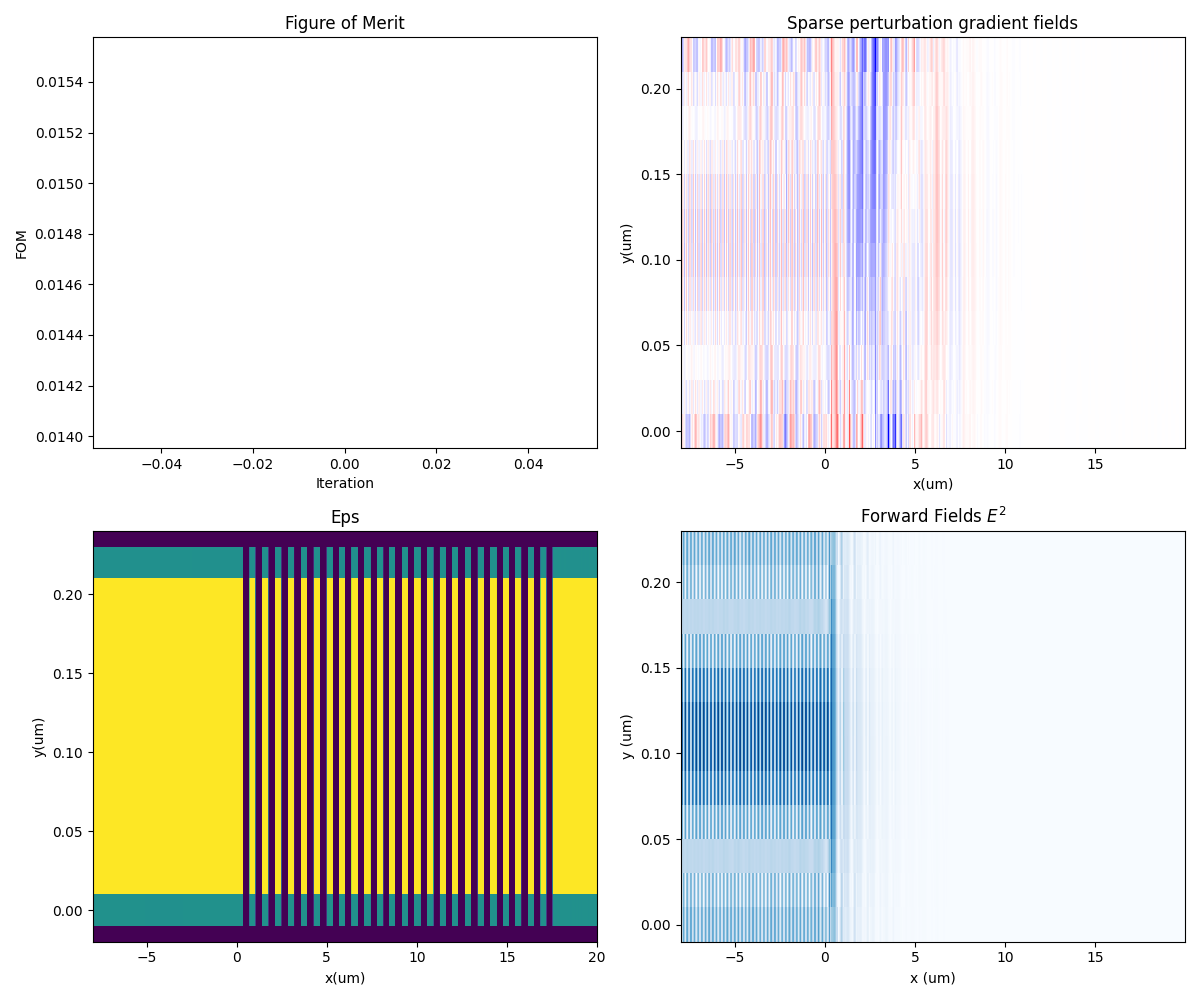 Figure of Merit
0.0154
0.0152
0.0150
0.0148
0.0146
0.0144
0.0142
0.0140
FOM
−0.04 −0.02 0.00 0.02 0.04
Iteration
Sparse perturbation gradient fields
0.20
0.15
0.10
0.05
0.00
y(um)
−5 0 5 10 15
x(um)
Eps
0.20
0.15
0.10
0.05
0.00
y(um)
−5 0 5 10 15 20
x(um)
Forward Fields E²
0.20
0.15
0.10
0.05
0.00
y (um)
−5 0 5 10 15
x (um)